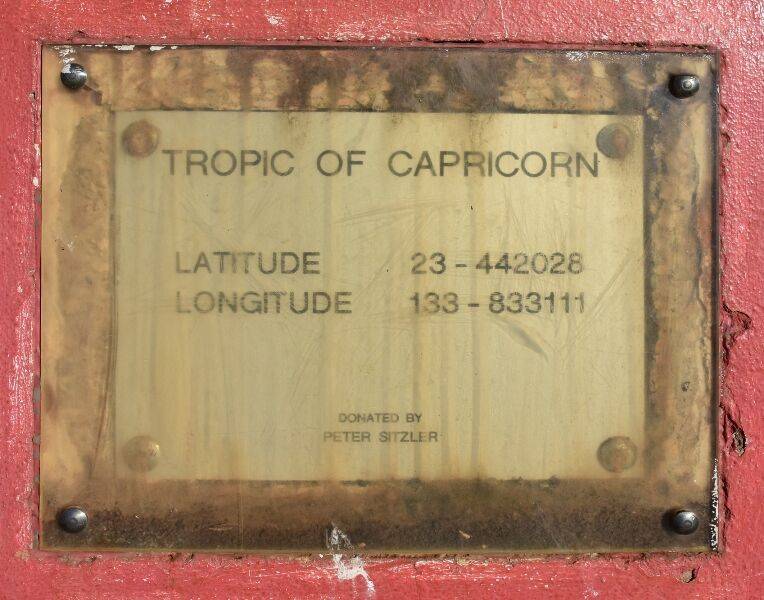 TROPIC OF CAPRICORN
LATITUDE 23-442028
LONGITUDE 133-833111
DONATED BY
PETER SITZLER